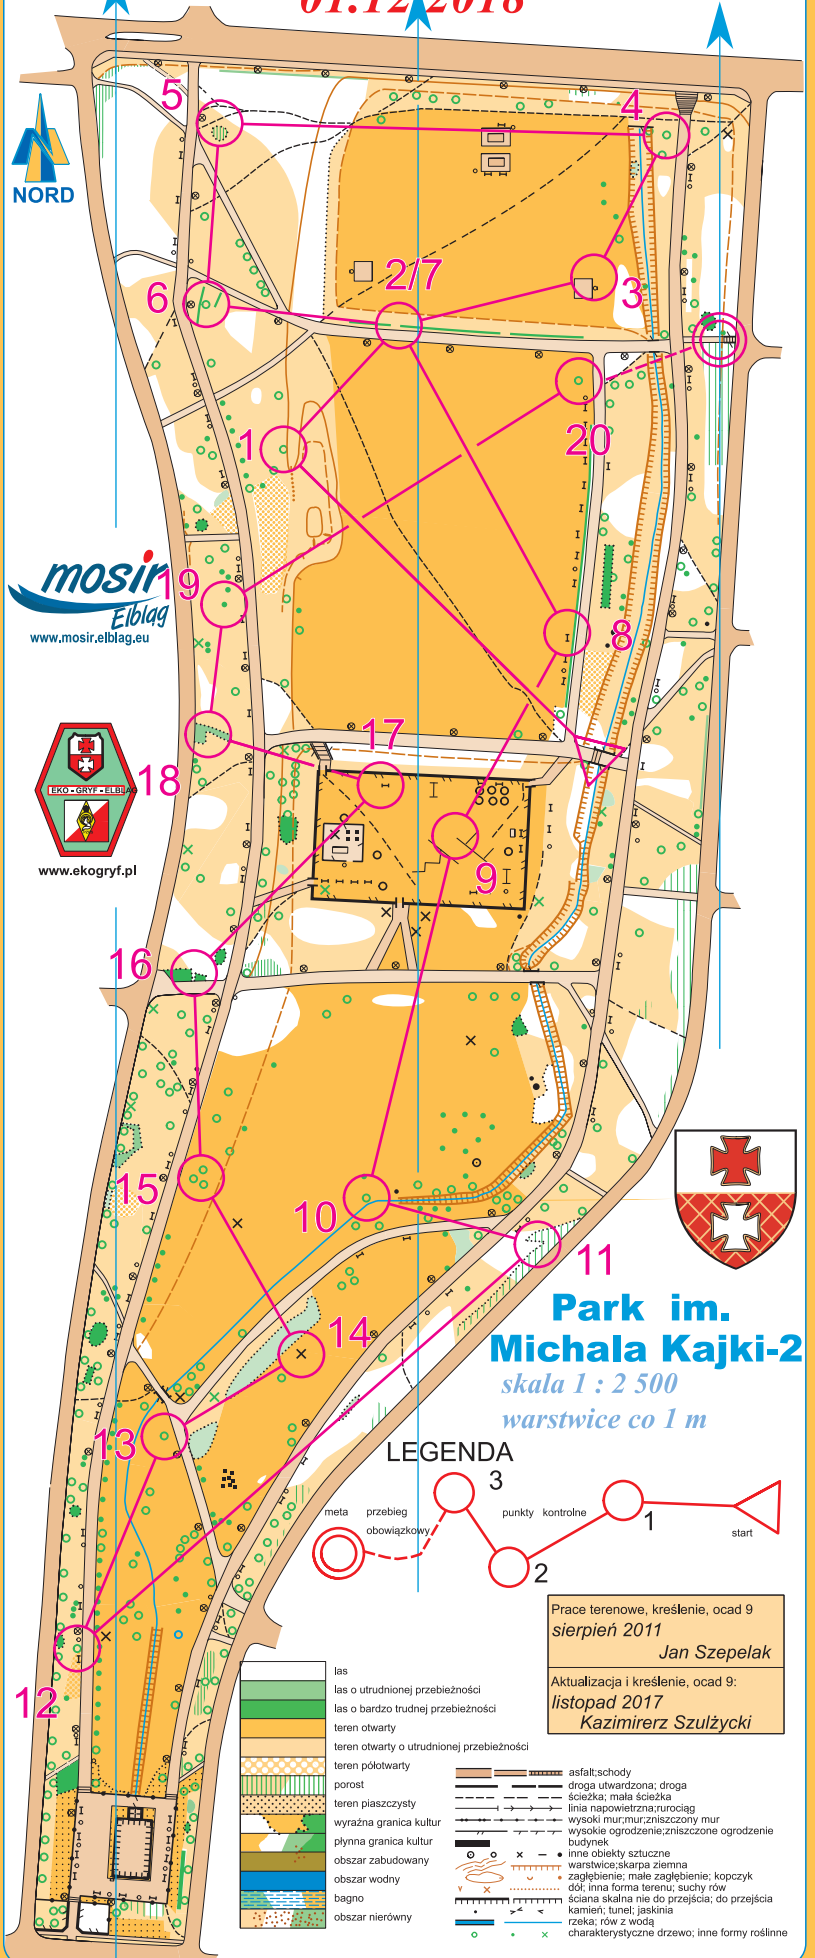 01.12.2018
NORD
5
4
2/7
3
6
1
20
mosir
Elbląg
www.mosir.elblag.eu
19
8
EKO - GRYF - ELBLĄG
www.ekogryf.pl
18
17
9
16
15
10
11
14
13
12
Park im.
Michala Kajki-2
skala 1 : 2 500
warstwice co 1 m
LEGENDA
3
meta
przebieg
obowiązkowy
punkty kontrolne
1
2
start
Prace terenowe, kreślenie, ocad 9
sierpień 2011
Jan Szepelak
Aktualizacja i kreślenie, ocad 9:
listopad 2017
Kazimirerz Szulżycki
las
las o utrudnionej przebieżności
las o bardzo trudnej przebieżności
teren otwarty
teren otwarty o utrudnionej przebieżności
teren półotwarty
porost
teren piaszczysty
wyraźna granica kultur
płynna granica kultur
obszar zabudowany
obszar wodny
bagno
obszar nierówny
asfalt;schody
droga utwardzona; droga
ścieżka; mała ścieżka
linia napowietrzna;rurociąg
wysoki mur;mur;zniszczony mur
wysokie ogrodzenie;zniszczone ogrodzenie
budynek
inne obiekty sztuczne
warstwice;skarpa ziemna
zagłębienie; małe zagłębienie; kopczyk
dół; inna forma terenu; suchy rów
ściana skalna nie do przejścia; do przejścia
kamień; tunel; jaskinia
rzeka; rów z wodą
charakterystyczne drzewo; inne formy roślinne